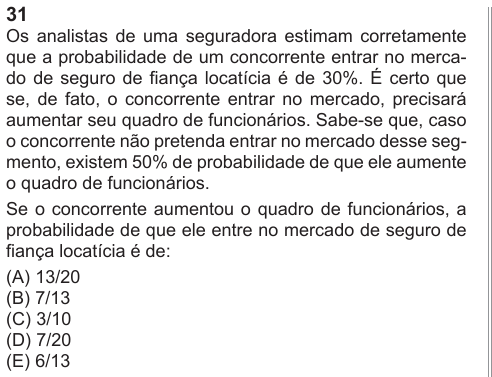 31
Os analistas de uma seguradora estimam corretamente
que a probabilidade de um concorrente entrar no merca-
do de seguro de fiança locatícia é de 30%. É certo que
se, de fato, o concorrente entrar no mercado, precisará
aumentar seu quadro de funcionários. Sabe-se que, caso
o concorrente não pretenda entrar no mercado desse seg-
mento, existem 50% de probabilidade de que ele aumente
o quadro de funcionários.
Se o concorrente aumentou o quadro de funcionários, a
probabilidade de que ele entre no mercado de seguro de
fiança locatícia é de:
(A) 13/20
(B) 7/13
(C) 3/10
(D) 7/20
(E) 6/13